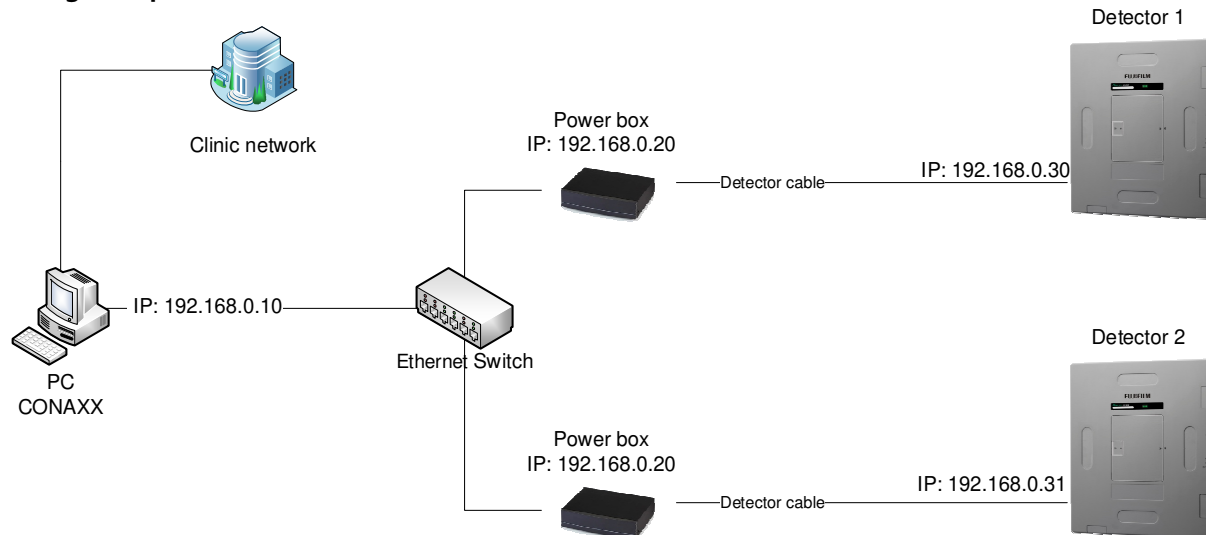 Detector 1
FUJIFILM
Clinic network
Power box
IP: 192.168.0.20
Detector cable
IP: 192.168.0.30
IP: 192.168.0.10
Ethernet Switch
PC
CONAXX
Detector 2
FUJIFILM
Power box
IP: 192.168.0.20
Detector cable
IP: 192.168.0.31